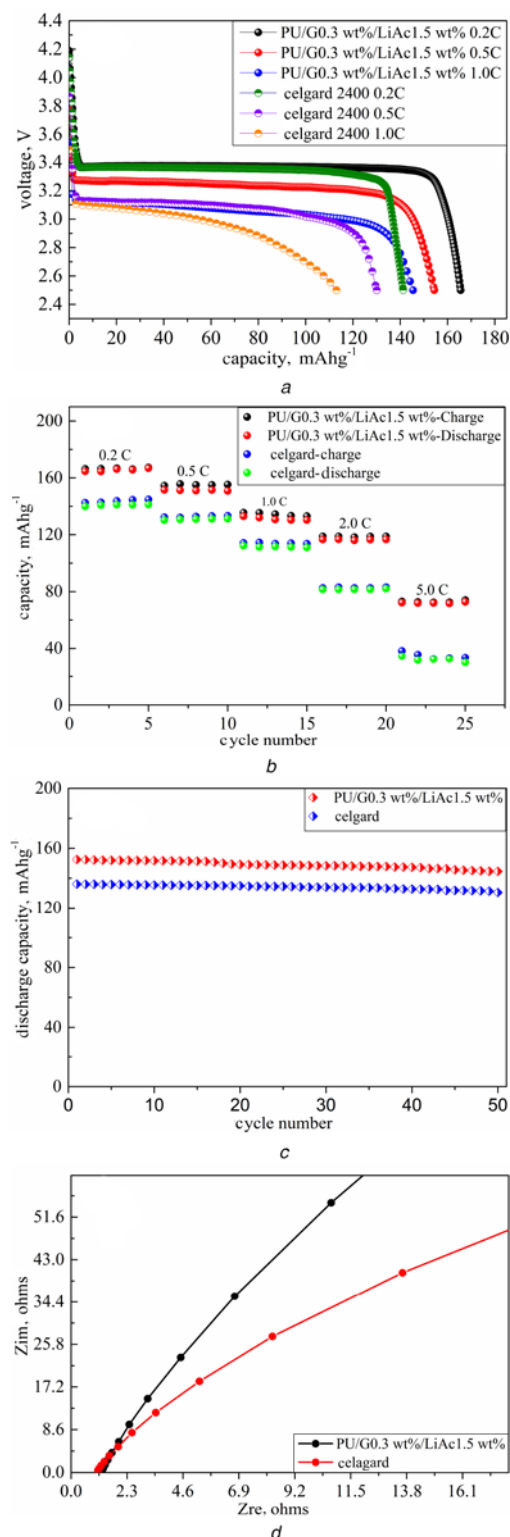 4.4
4.2
4.0
3.8
3.6
3.4
3.2
3.0
2.8
2.6
2.4
voltage, V
PU/G0.3 wt%/LiAc1.5 wt% 0.2C
PU/G0.3 wt%/LiAc1.5 wt% 0.5C
PU/G0.3 wt%/LiAc1.5 wt% 1.0C
celgard 2400 0.2C
celgard 2400 0.5C
celgard 2400 1.0C
0 20 40 60 80 100 120 140 160 180
capacity, mAhg-1
a
200
160
120
80
40
0
capacity, mAhg-1
PU/G0.3 wt%/LiAc1.5 wt%-Charge
PU/G0.3 wt%/LiAc1.5 wt%-Discharge
celgard-charge
celgard-discharge
0.2 C
0.5 C
1.0 C
2.0 C
5.0 C
0 5 10 15 20 25
cycle number
b
200
160
120
80
40
0
discharge capacity, mAhg-1
PU/G0.3 wt%/LiAc1.5 wt%
celgard
0 10 20 30 40 50
cycle number
c
51.6
43.0
34.4
25.8
17.2
8.6
0.0
Zim, ohms
PU/G0.3 wt%/LiAc1.5 wt%
celagard
0.0 2.3 4.6 6.9 9.2 11.5 13.8 16.1
Zre, ohms
d